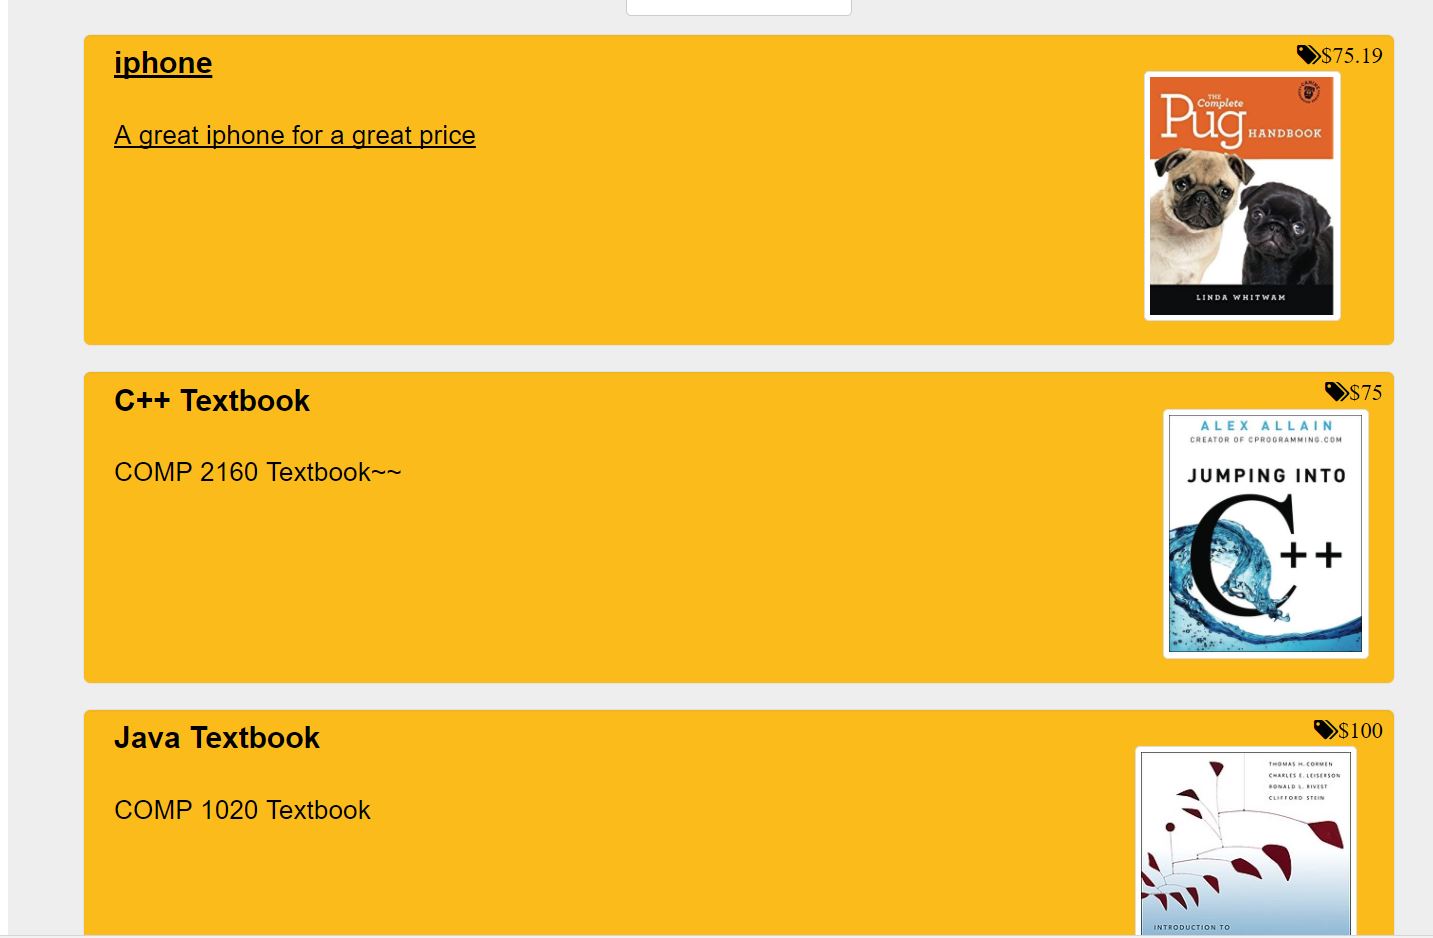 iphone
$75.19
A great iphone for a great price
THE
Complete
Pug
HANDBOOK
LINDA WHITWAM
C++ Textbook
$75
COMP 2160 Textbook~~
ALEX ALLAIN
CREATOR OF CPROGRAMMING.COM
JUMPING INTO
C++
Java Textbook
$100
COMP 1020 Textbook
THOMAS H. CORMEN
CHARLES E. LEISERSON
RONALD L. RIVEST
CLIFFORD STEIN
INTRODUCTION TO